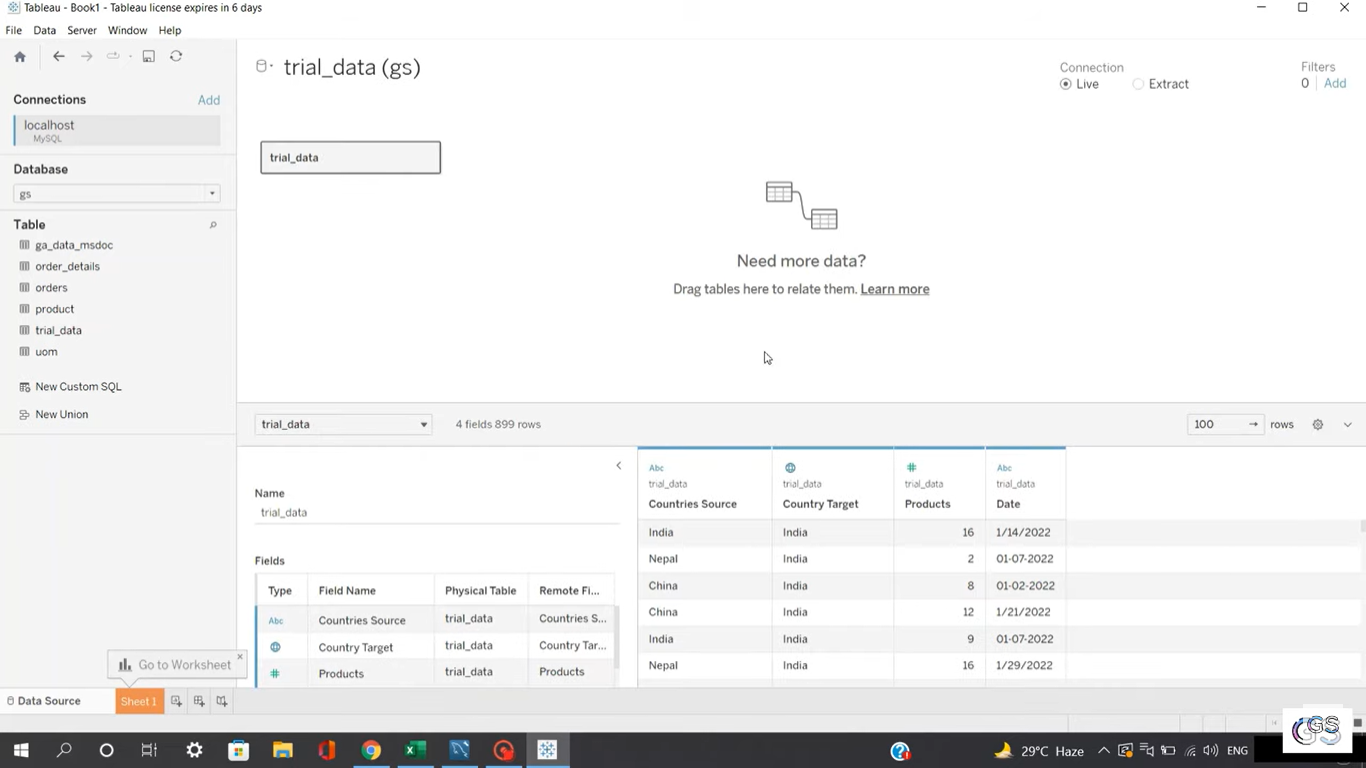 Tableau - Book1 - Tableau license expires in 6 days
File Data Server Window Help
Connections Add
localhost
MySQL
Database
gs
Table
ga_data_msdoc
order_details
orders
product
trial_data
uom
New Custom SQL
New Union
trial_data (gs)
Connection
Live Extract
Filters
0 Add
trial_data
Need more data?
Drag tables here to relate them. Learn more
trial_data 4 fields 899 rows 100 rows
Name
trial_data
Fields
Type Field Name Physical Table Remote Fi...
Abc Countries Source trial_data Countries S...
Country Target trial_data Country Tar...
# Products trial_data Products
Abc # Abc
trial_data trial_data trial_data trial_data
Countries Source Country Target Products Date
India India 16 1/14/2022
Nepal India 2 01-07-2022
China India 8 01-02-2022
China India 12 1/21/2022
India India 9 01-07-2022
Nepal India 16 1/29/2022
Go to Worksheet
Data Source Sheet 1
29°C Haze ENG
GS